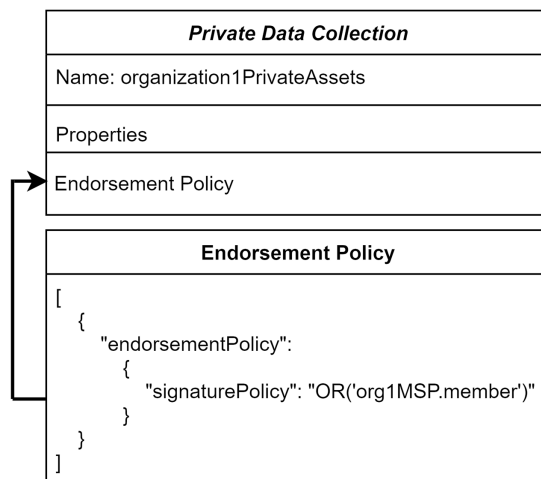 Private Data Collection
Name: organization1PrivateAssets
Properties
Endorsement Policy
Endorsement Policy
[
{
"endorsementPolicy":
{
"signaturePolicy": "OR('org1MSP.member')"
}
}
]